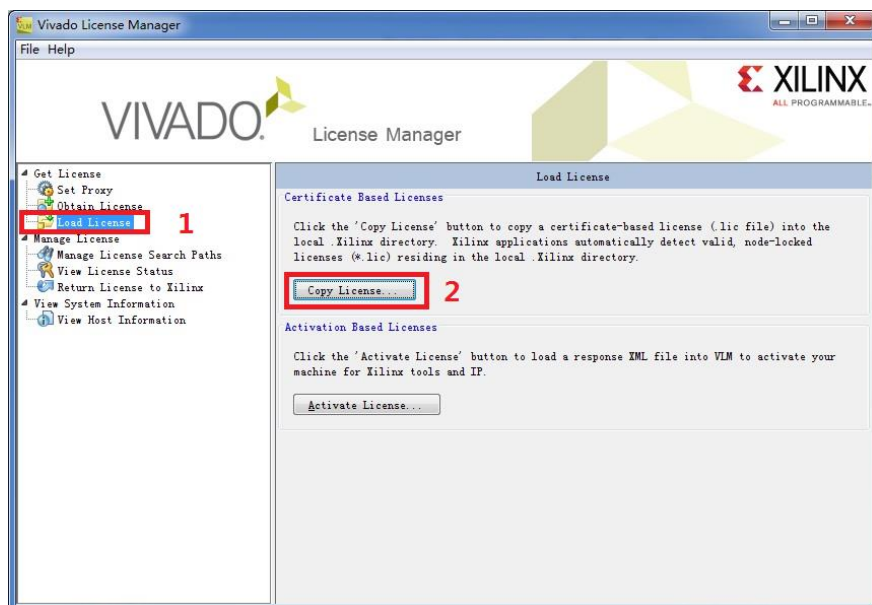 Vivado License Manager
File Help
VIVADO.
License Manager
XILINX
ALL PROGRAMMABLE™
Get License
Set Proxy
Obtain License
Load License
1
Manage License
Manage License Search Paths
View License Status
Return License to Xilinx
View System Information
View Host Information
Load License
Certificate Based Licenses
Click the 'Copy License' button to copy a certificate-based license (.lic file) into the
local .Xilinx directory. Xilinx applications automatically detect valid, node-locked
licenses (*.lic) residing in the local .Xilinx directory.
Copy License...
2
Activation Based Licenses
Click the 'Activate License' button to load a response XML file into VLM to activate your
machine for Xilinx tools and IP.
Activate License...